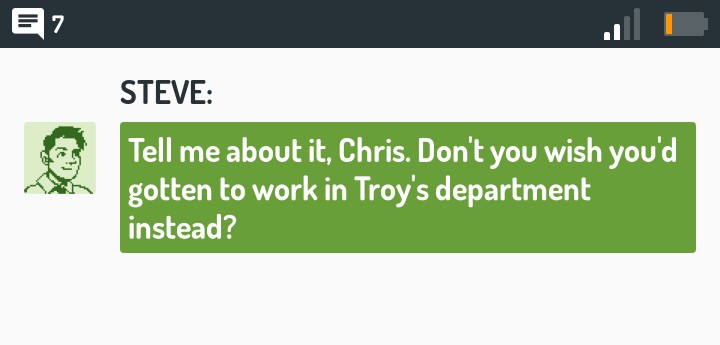 7
STEVE:
Tell me about it, Chris. Don't you wish you'd
gotten to work in Troy's department
instead?